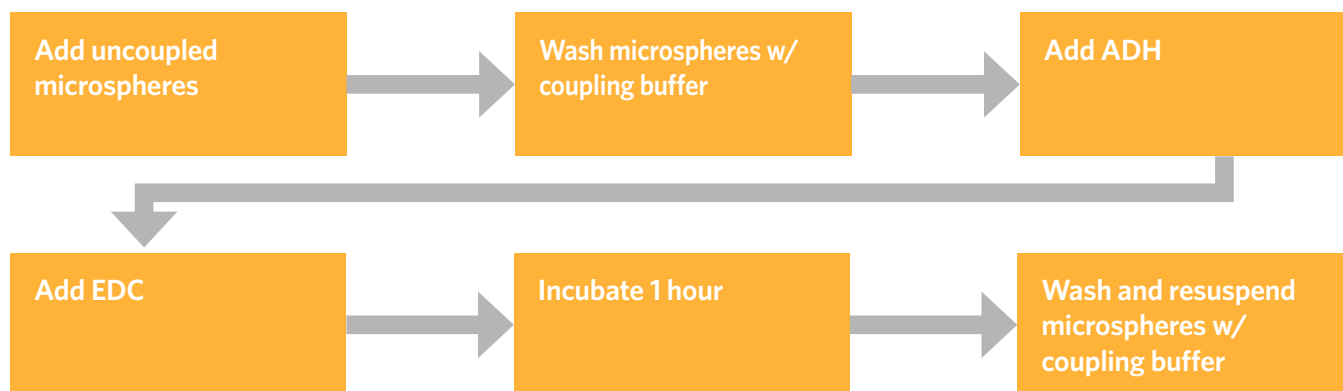 Add uncoupled
microspheres
Wash microspheres w/
coupling buffer
Add ADH
Add EDC
Incubate 1 hour
Wash and resuspend
microspheres w/
coupling buffer